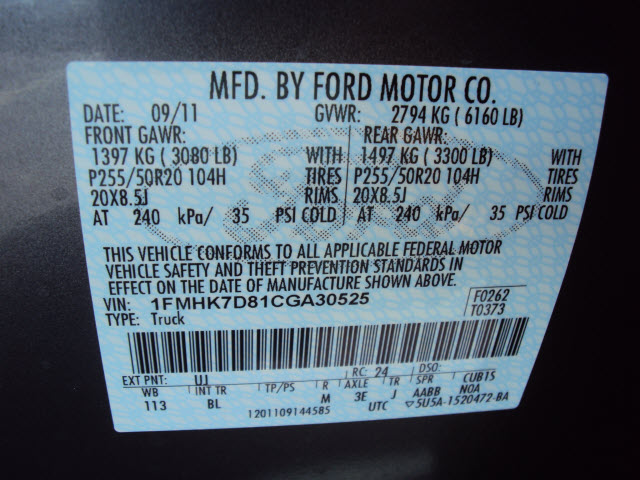 MFD. BY FORD MOTOR CO.
DATE: 09/11 GVWR: 2794 KG ( 6160 LB)
FRONT GAWR: REAR GAWR:
1397 KG ( 3080 LB) WITH 1497 KG ( 3300 LB) WITH
P255/50R20 104H TIRES P255/50R20 104H TIRES
20X8.5J RIMS 20X8.5J RIMS
AT 240 kPa/ 35 PSI COLD AT 240 kPa/ 35 PSI COLD
THIS VEHICLE CONFORMS TO ALL APPLICABLE FEDERAL MOTOR
VEHICLE SAFETY AND THEFT PREVENTION STANDARDS IN
EFFECT ON THE DATE OF MANUFACTURE SHOWN ABOVE.
VIN: 1FMHK7D81CGA30525 F0262
TYPE: Truck T0373
EXT PNT: UJ RC: 24 DSO:
WB INT TR TP/PS R AXLE TR SPR CUBIS
113 BL M 3E J AABB NOA
1201109144585 UTC ▽5U5A-1520472-BA